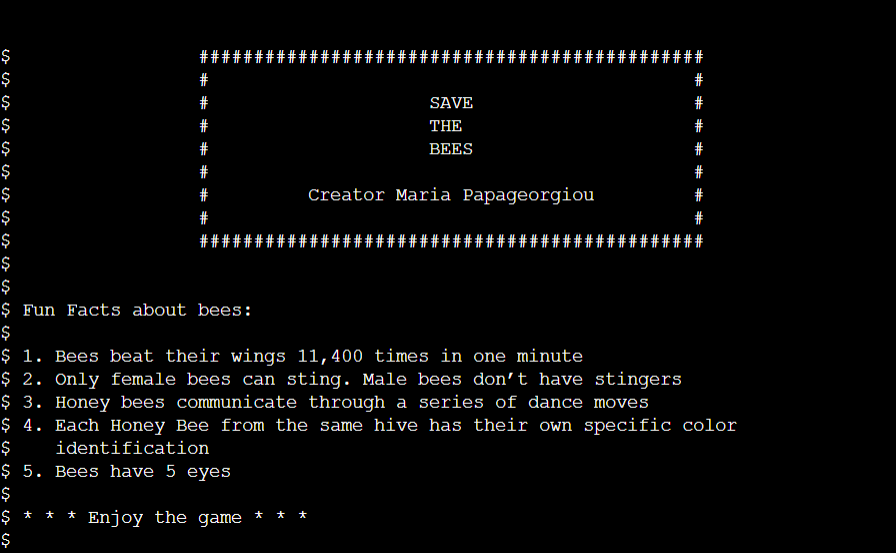 $ ##############################################
$ # #
$ # SAVE #
$ # THE #
$ # BEES #
$ # #
$ # Creator Maria Papageorgiou #
$ # #
$ ##############################################
$
$
$ Fun Facts about bees:
$
$ 1. Bees beat their wings 11,400 times in one minute
$ 2. Only female bees can sting. Male bees don’t have stingers
$ 3. Honey bees communicate through a series of dance moves
$ 4. Each Honey Bee from the same hive has their own specific color
$ identification
$ 5. Bees have 5 eyes
$
$ * * * Enjoy the game * * *
$